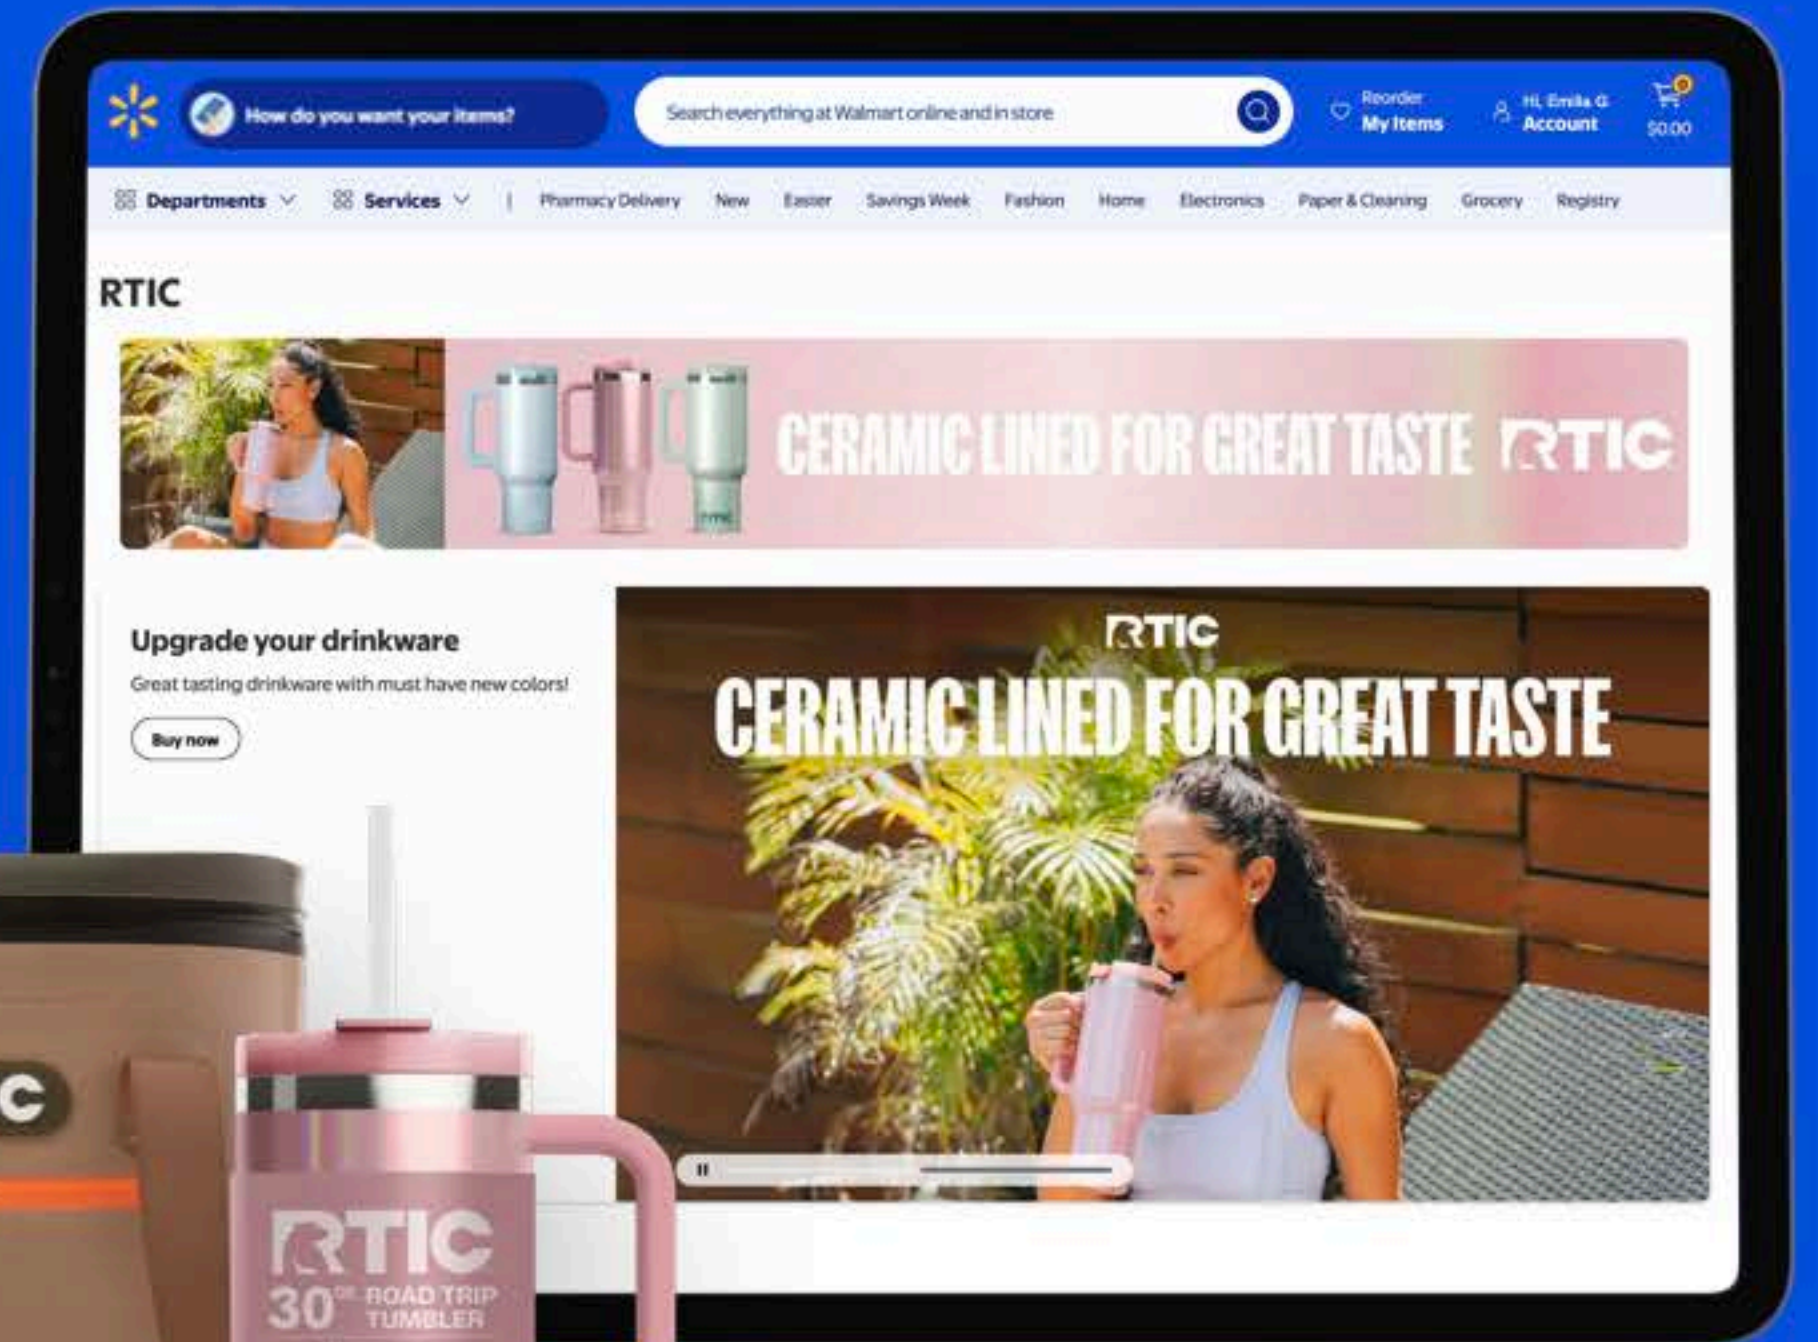 How do you want your items?
Search everything at Walmart online and in store
Reorder
My Items
Hi, Emilia G
Account
0
$0.00
Departments
Services
Pharmacy Delivery
New
Easter
Savings Week
Fashion
Home
Electronics
Paper & Cleaning
Grocery
Registry
RTIC
CERAMIC LINED FOR GREAT TASTE RTIC
RTIC
Upgrade your drinkware
Great tasting drinkware with must have new colors!
Buy now
RTIC
CERAMIC LINED FOR GREAT TASTE
C
RTIC
30 OZ. ROAD TRIP
TUMBLER